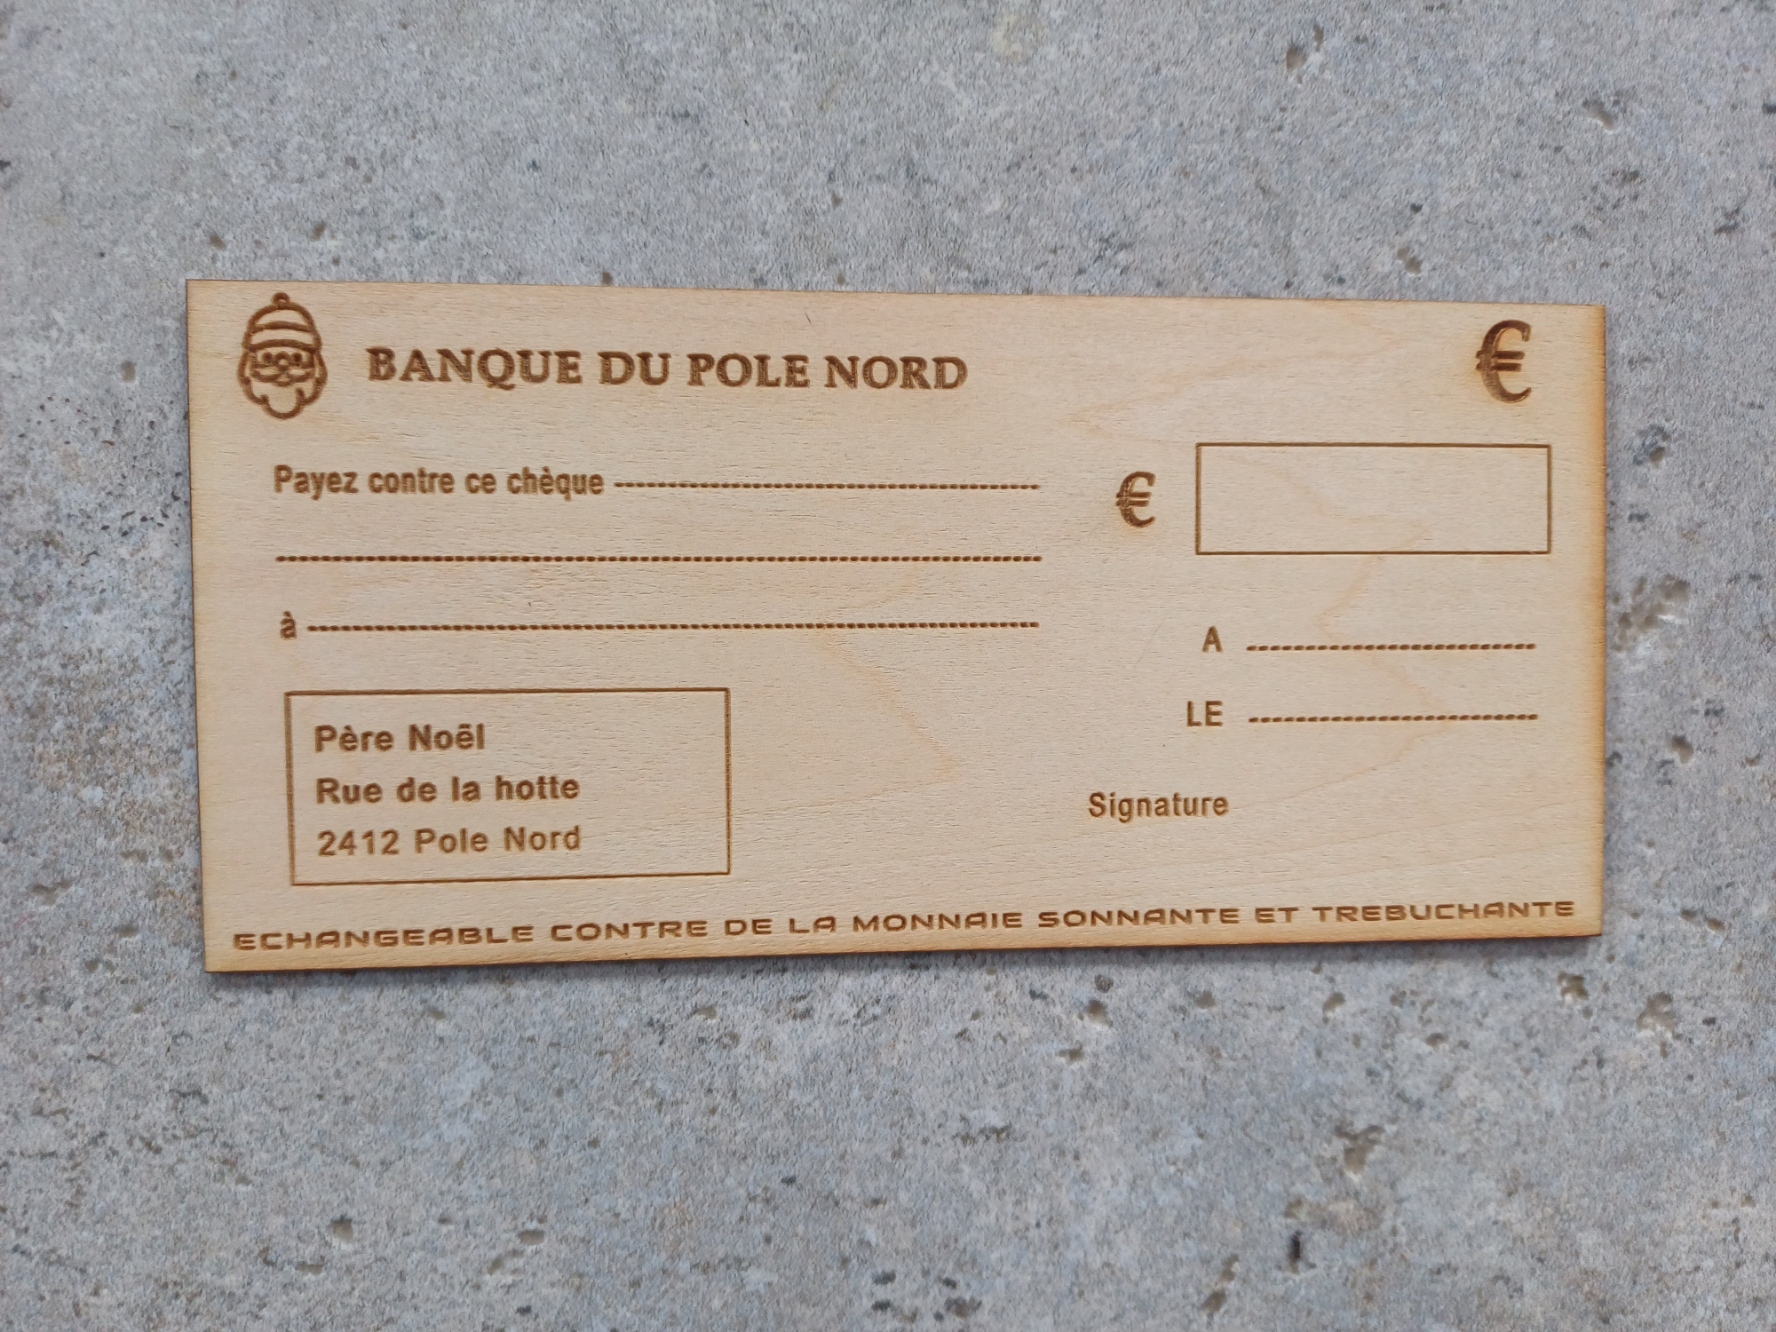 BANQUE DU POLE NORD
€
Payez contre ce chèque
€
à
A
LE
Père Noël
Rue de la hotte
2412 Pole Nord
Signature
ECHANGEABLE CONTRE DE LA MONNAIE SONNANTE ET TREBUCHANTE